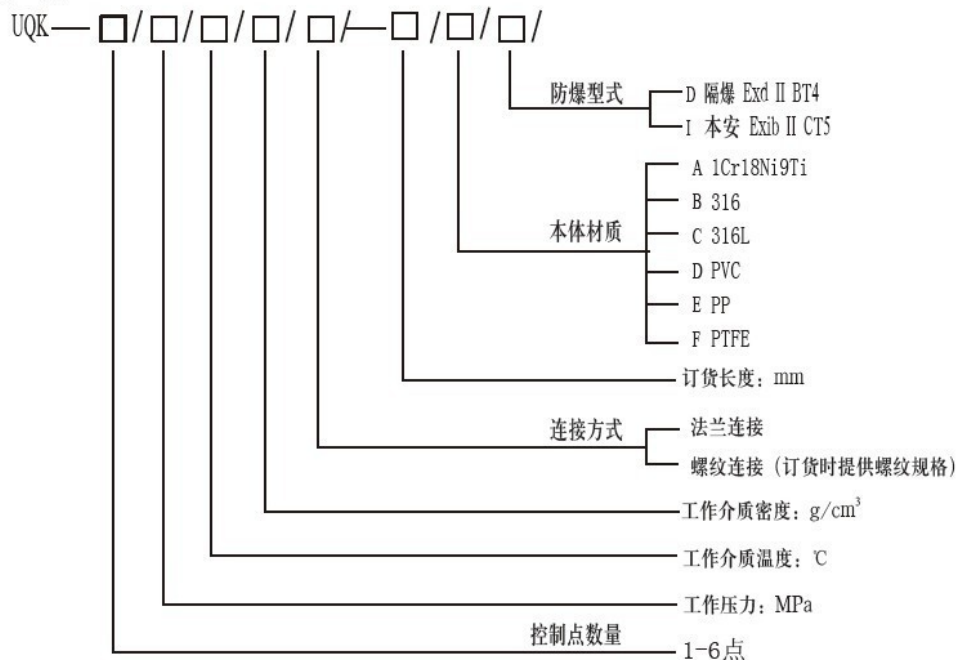 UQK—□/□/□/□/□/—□/□/□/
防爆型式
D 隔爆 Exd II BT4
I 本安 Exib II CT5
A 1Cr18Ni9Ti
B 316
本体材质
C 316L
D PVC
E PP
F PTFE
订货长度：mm
连接方式
法兰连接
螺纹连接（订货时提供螺纹规格）
工作介质密度：g/cm³
工作介质温度：℃
工作压力：MPa
控制点数量
1-6点